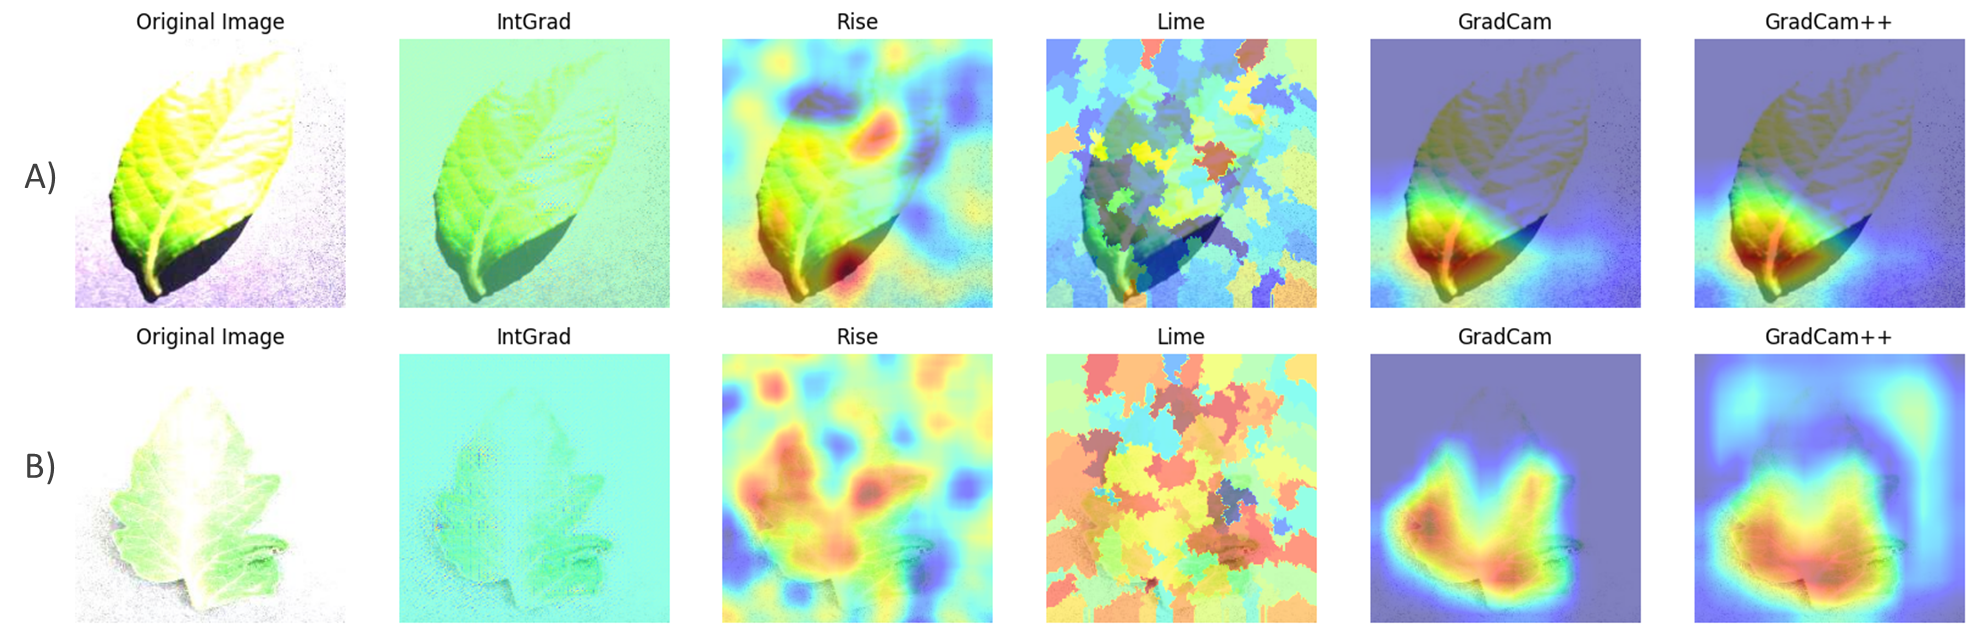 Original Image IntGrad Rise Lime GradCam GradCam++
A)
Original Image IntGrad Rise Lime GradCam GradCam++
B)